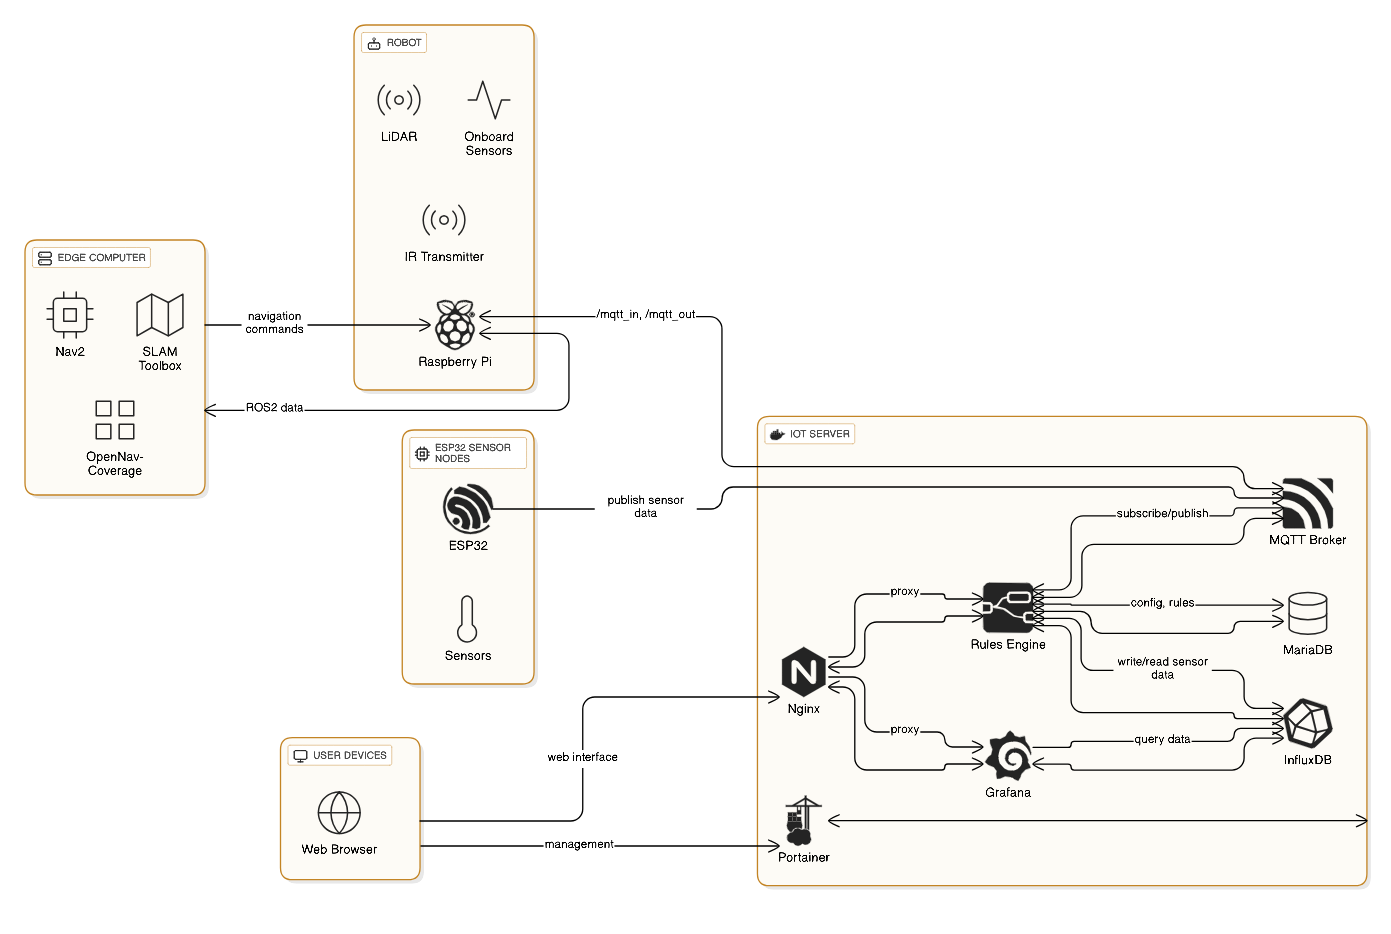 ROBOT
LiDAR
Onboard
Sensors
IR Transmitter
Raspberry Pi
EDGE COMPUTER
Nav2
SLAM
Toolbox
OpenNav-
Coverage
navigation
commands
ROS2 data
/mqtt_in, /mqtt_out
ESP32 SENSOR
NODES
ESP32
Sensors
publish sensor
data
IOT SERVER
subscribe/publish
MQTT Broker
proxy
Rules Engine
config, rules
MariaDB
write/read sensor
data
N
Nginx
proxy
query data
InfluxDB
Grafana
Portainer
USER DEVICES
Web Browser
web interface
management